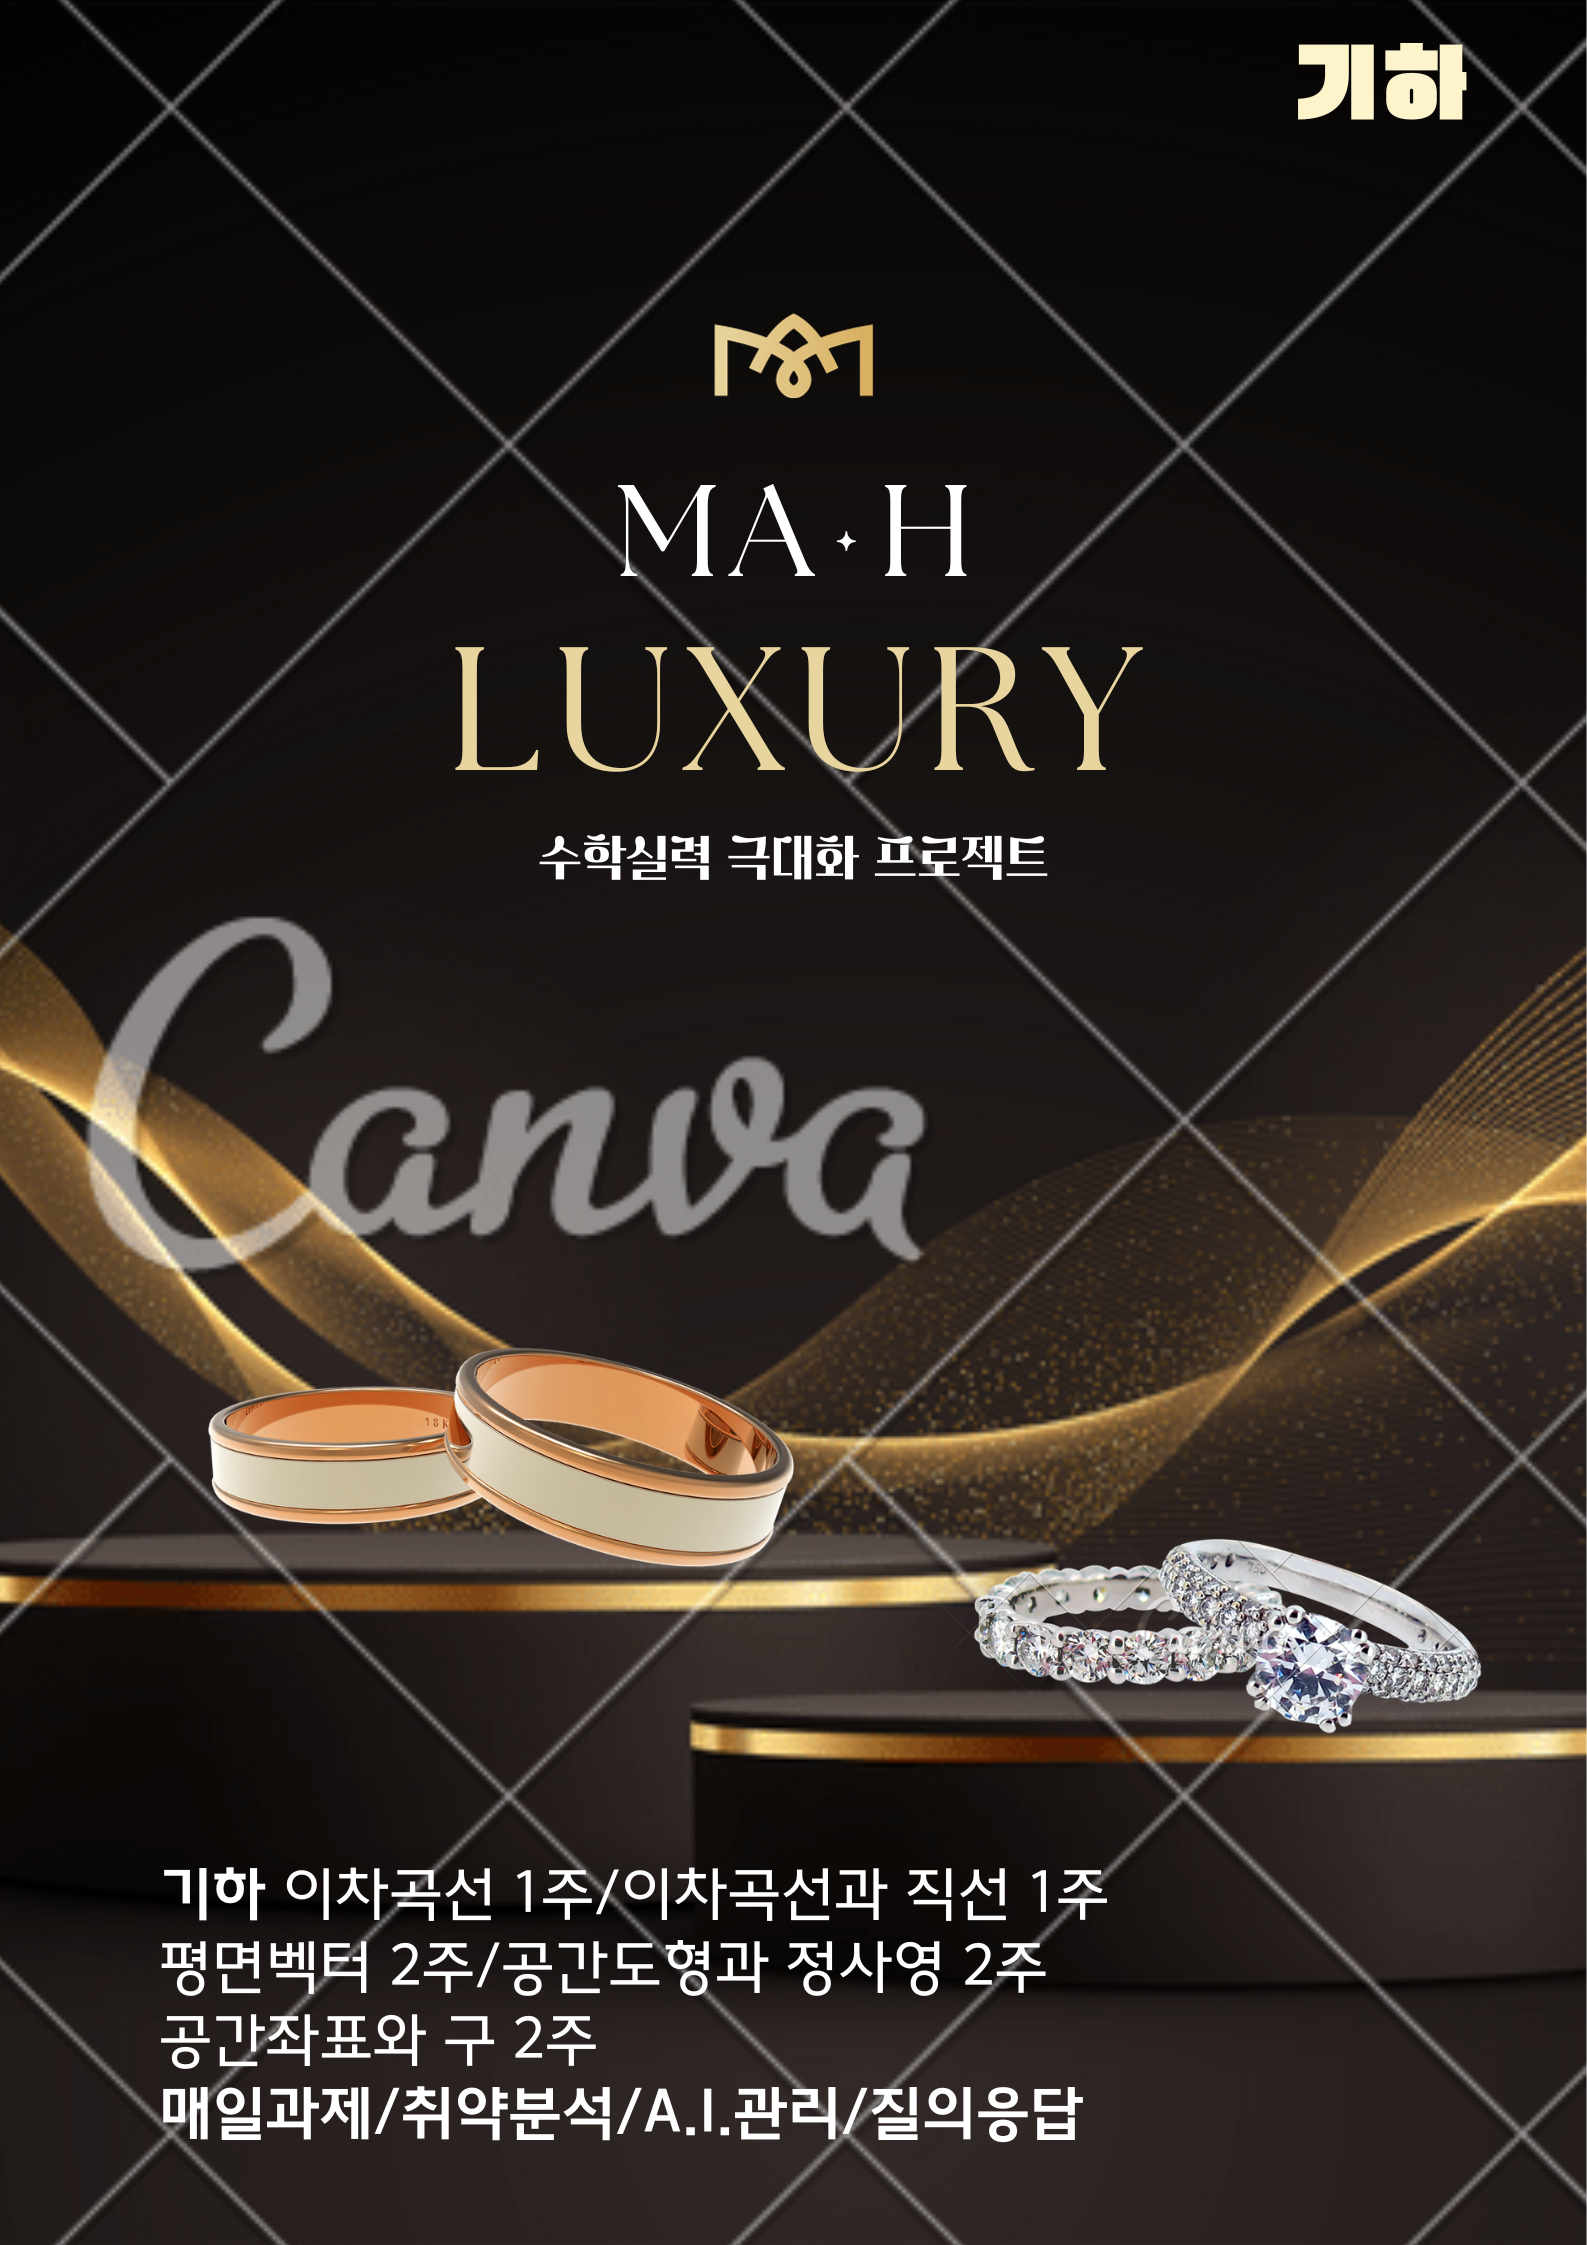 기하
MA✦H
LUXURY
수학실력 극대화 프로젝트
Canva
18K
750
기하 이차곡선 1주/이차곡선과 직선 1주
평면벡터 2주/공간도형과 정사영 2주
공간좌표와 구 2주
매일과제/취약분석/A.I.관리/질의응답